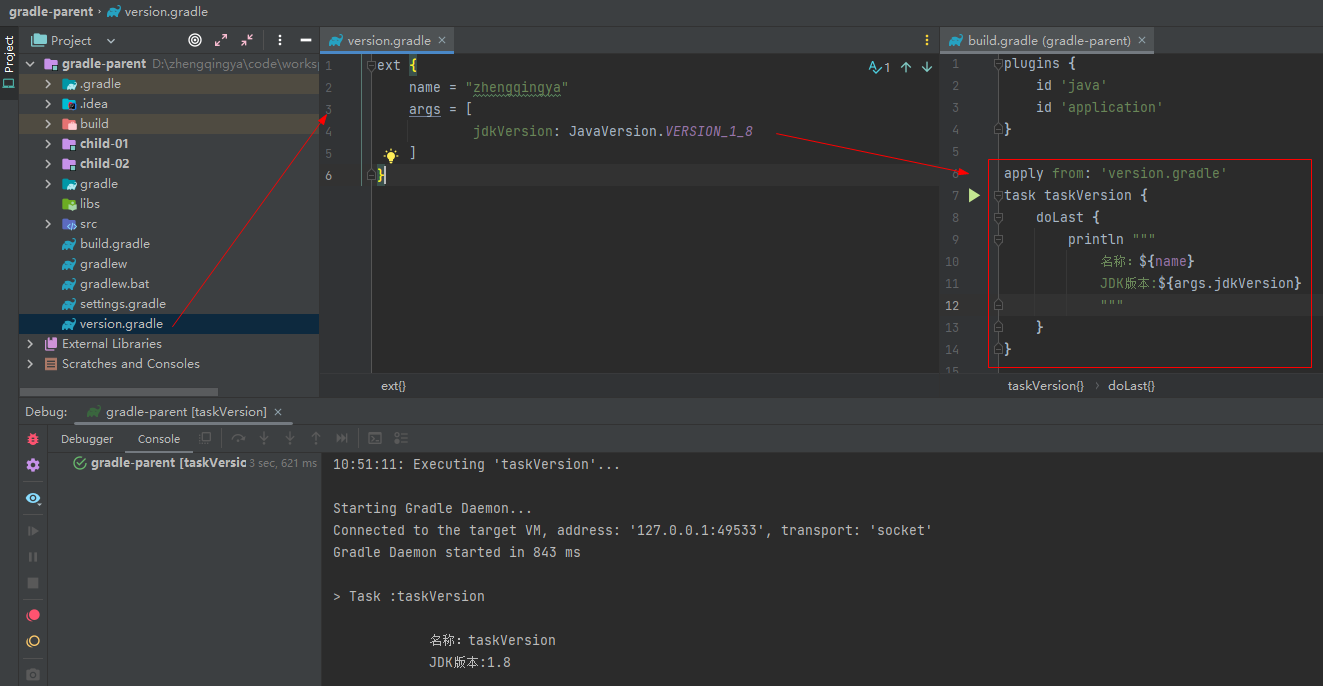 gradle-parent › version.gradle
Project
Project
gradle-parent D:\zhengqingya\code\works
.gradle
.idea
build
child-01
child-02
gradle
libs
src
build.gradle
gradlew
gradlew.bat
settings.gradle
version.gradle
External Libraries
Scratches and Consoles
version.gradle ×
1 ext {
2 name = "zhengqingya"
3 args = [
4 jdkVersion: JavaVersion.VERSION_1_8
5 ]
6 }
1
ext{}
build.gradle (gradle-parent) ×
1 plugins {
2 id 'java'
3 id 'application'
4 }
5
6 apply from: 'version.gradle'
7 task taskVersion {
8 doLast {
9 println """
10 名称：${name}
11 JDK版本:${args.jdkVersion}
12 """
13 }
14 }
15
taskVersion{} › doLast{}
Debug: gradle-parent [taskVersion] ×
Debugger Console
gradle-parent [taskVersic 3 sec, 621 ms
10:51:11: Executing 'taskVersion'...
Starting Gradle Daemon...
Connected to the target VM, address: '127.0.0.1:49533', transport: 'socket'
Gradle Daemon started in 843 ms
> Task :taskVersion
名称：taskVersion
JDK版本:1.8